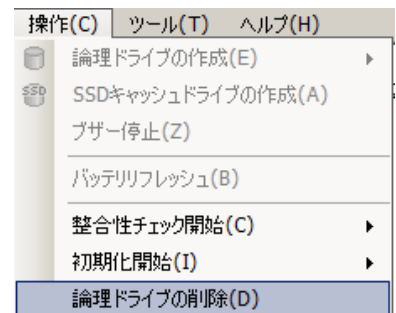 操作(C) ツール(T) ヘルプ(H)
論理ドライブの作成(E)
SSD SSDキャッシュドライブの作成(A)
ブザー停止(Z)
バッテリリフレッシュ(B)
整合性チェック開始(C)
初期化開始(I)
論理ドライブの削除(D)